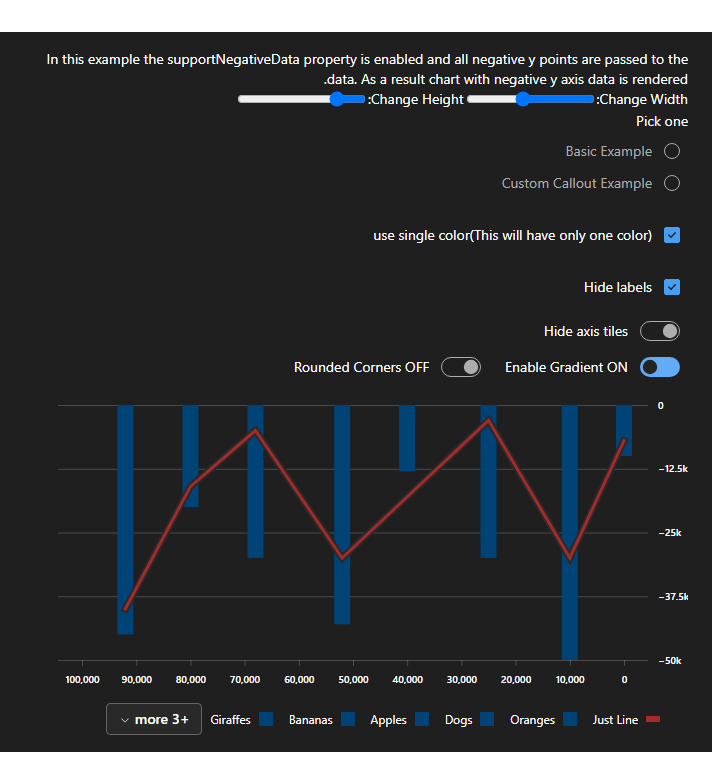 In this example the supportNegativeData property is enabled and all negative y points are passed to the
.data. As a result chart with negative y axis data is rendered
:Change Width :Change Height
Pick one
Basic Example
Custom Callout Example
use single color(This will have only one color)
Hide labels
Hide axis tiles
Enable Gradient ON Rounded Corners OFF
0
−12.5k
−25k
−37.5k
−50k
100,000 90,000 80,000 70,000 60,000 50,000 40,000 30,000 20,000 10,000 0
Just Line Oranges Dogs Apples Bananas Giraffes more 3+